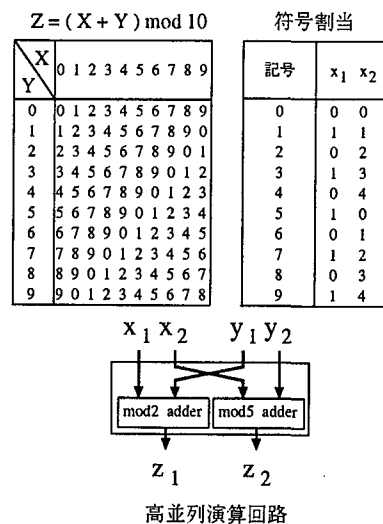 Z = ( X + Y ) mod 10
X
Y
0 1 2 3 4 5 6 7 8 9
0 0 1 2 3 4 5 6 7 8 9
1 1 2 3 4 5 6 7 8 9 0
2 2 3 4 5 6 7 8 9 0 1
3 3 4 5 6 7 8 9 0 1 2
4 4 5 6 7 8 9 0 1 2 3
5 5 6 7 8 9 0 1 2 3 4
6 6 7 8 9 0 1 2 3 4 5
7 7 8 9 0 1 2 3 4 5 6
8 8 9 0 1 2 3 4 5 6 7
9 9 0 1 2 3 4 5 6 7 8
符号割当
記号 x1 x2
0 0 0
1 1 1
2 0 2
3 1 3
4 0 4
5 1 0
6 0 1
7 1 2
8 0 3
9 1 4
x1 x2 y1 y2
mod2 adder mod5 adder
z1 z2
高並列演算回路